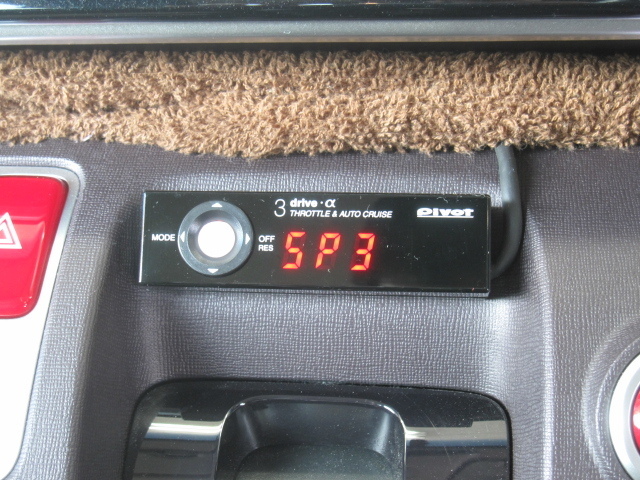 3 drive・α
THROTTLE & AUTO CRUISE
Pivot
MODE
OFF
RES
SP3